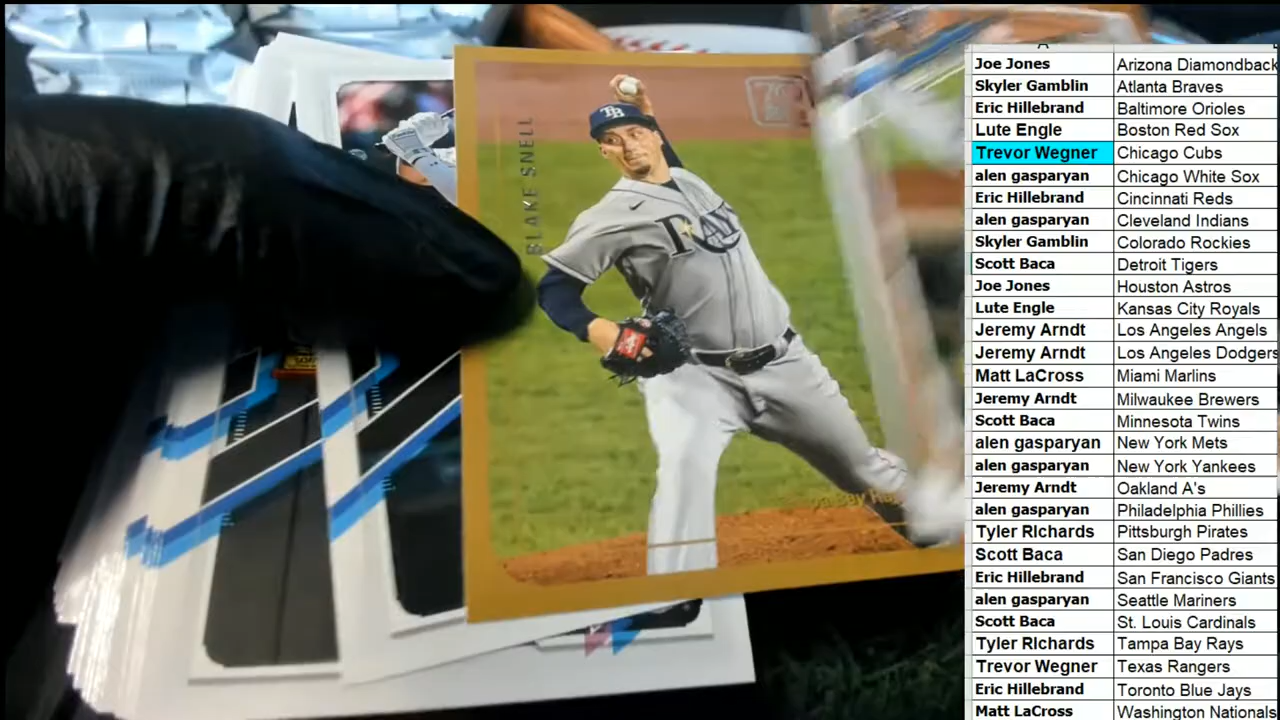 A
Joe Jones Arizona Diamondback
Skyler Gamblin Atlanta Braves
Eric Hillebrand Baltimore Orioles
Lute Engle Boston Red Sox
Trevor Wegner Chicago Cubs
alen gasparyan Chicago White Sox
Eric Hillebrand Cincinnati Reds
alen gasparyan Cleveland Indians
Skyler Gamblin Colorado Rockies
Scott Baca Detroit Tigers
Joe Jones Houston Astros
Lute Engle Kansas City Royals
Jeremy Arndt Los Angeles Angels
Jeremy Arndt Los Angeles Dodgers
Matt LaCross Miami Marlins
Jeremy Arndt Milwaukee Brewers
Scott Baca Minnesota Twins
alen gasparyan New York Mets
alen gasparyan New York Yankees
Jeremy Arndt Oakland A's
alen gasparyan Philadelphia Phillies
Tyler RIchards Pittsburgh Pirates
Scott Baca San Diego Padres
Eric Hillebrand San Francisco Giants
alen gasparyan Seattle Mariners
Scott Baca St. Louis Cardinals
Tyler RIchards Tampa Bay Rays
Trevor Wegner Texas Rangers
Eric Hillebrand Toronto Blue Jays
Matt LaCross Washington Nationals
BLAKE SNELL
TB
RAY